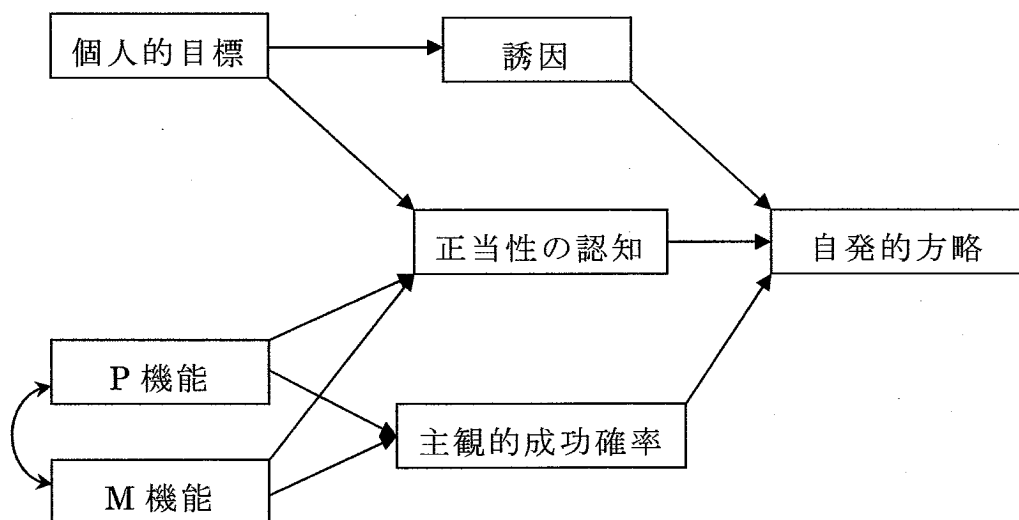 個人的目標
誘因
正当性の認知
自発的方略
P 機能
主観的成功確率
M 機能